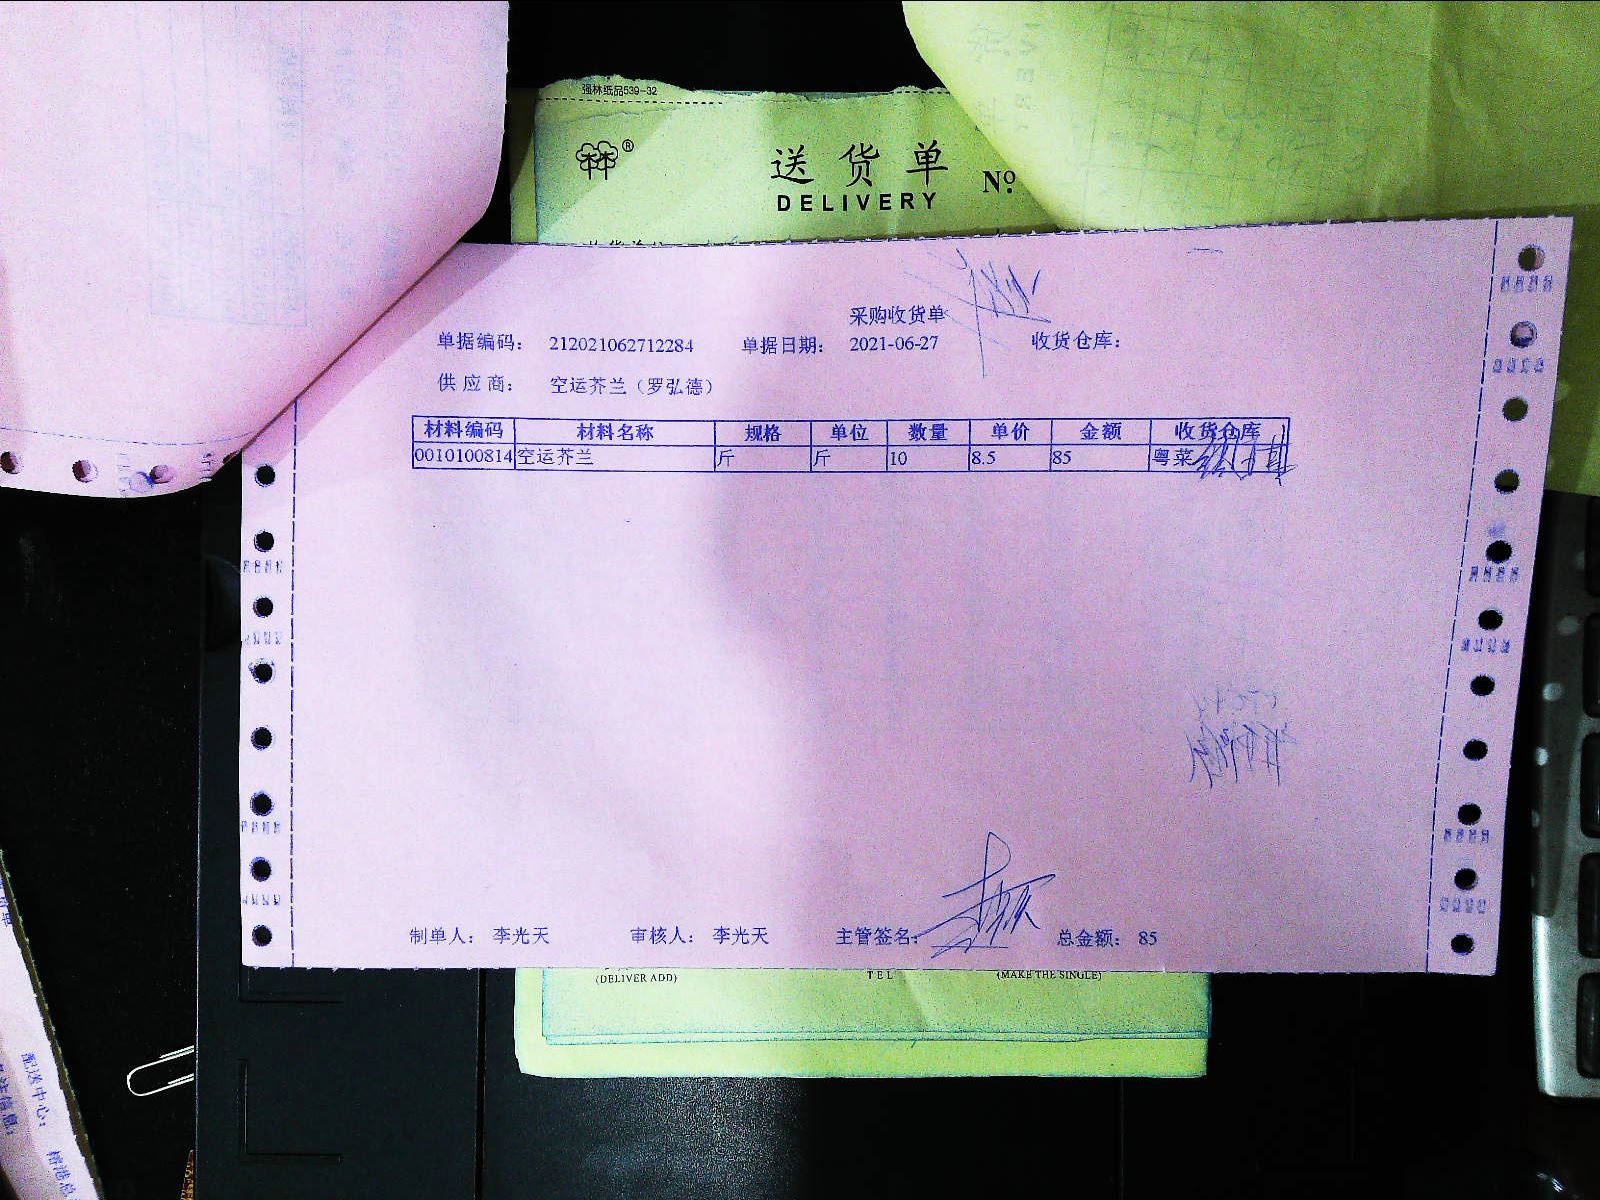 强林纸品539-32
送货单
DELIVERY
№
采购收货单
单据编码： 212021062712284 单据日期： 2021-06-27 收货仓库：
供应商： 空运芥兰（罗弘德）
材料编码 材料名称 规格 单位 数量 单价 金额 收货仓库
0010100814 空运芥兰 斤 斤 10 8.5 85 粤菜
制单人： 李光天 审核人： 李光天 主管签名： 总金额： 85
(DELIVER ADD) TEL (MAKE THE SINGLE)
配送中心：